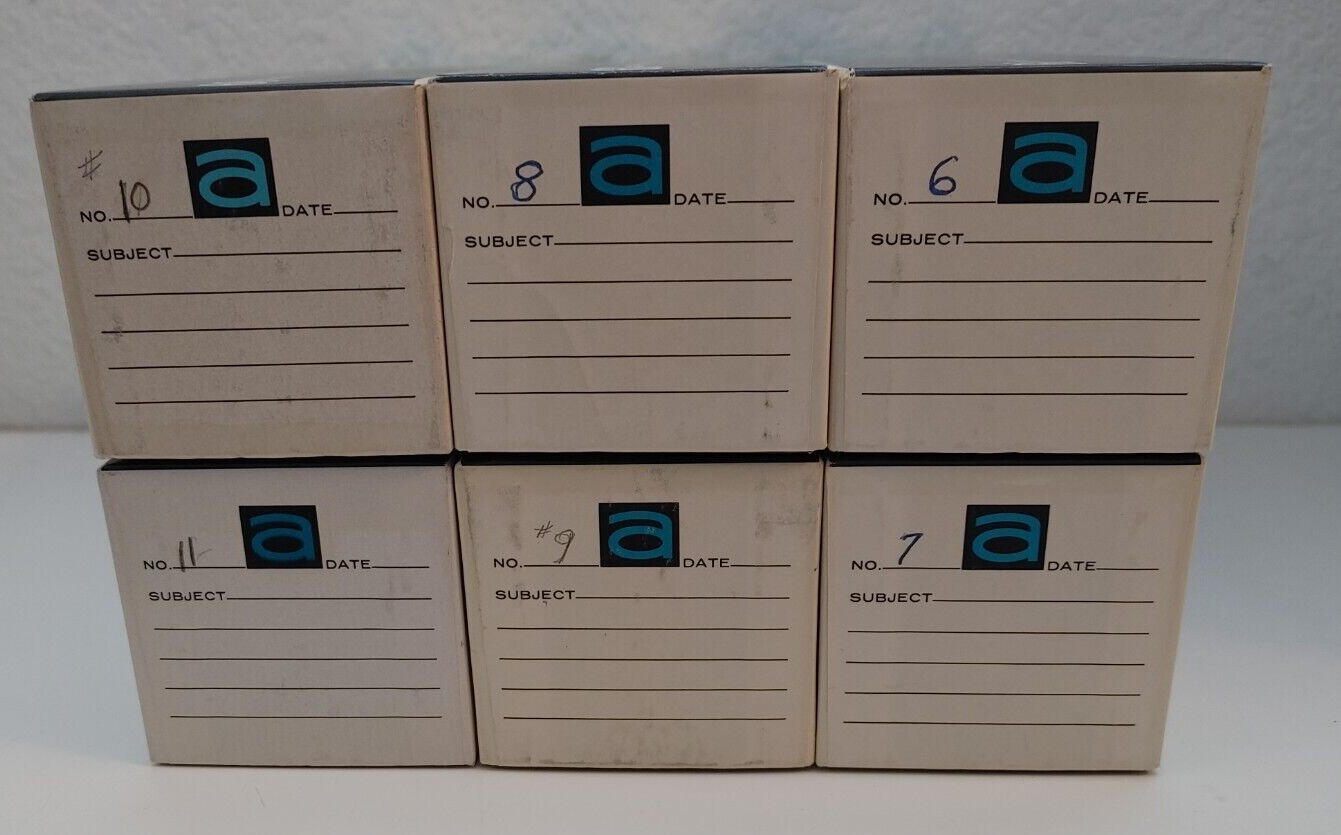 #
NO. 10 a DATE
SUBJECT
NO. 8 a DATE
SUBJECT
NO. 6 a DATE
SUBJECT
NO. 11 a DATE
SUBJECT
NO. #9 a DATE
SUBJECT
NO. 7 a DATE
SUBJECT